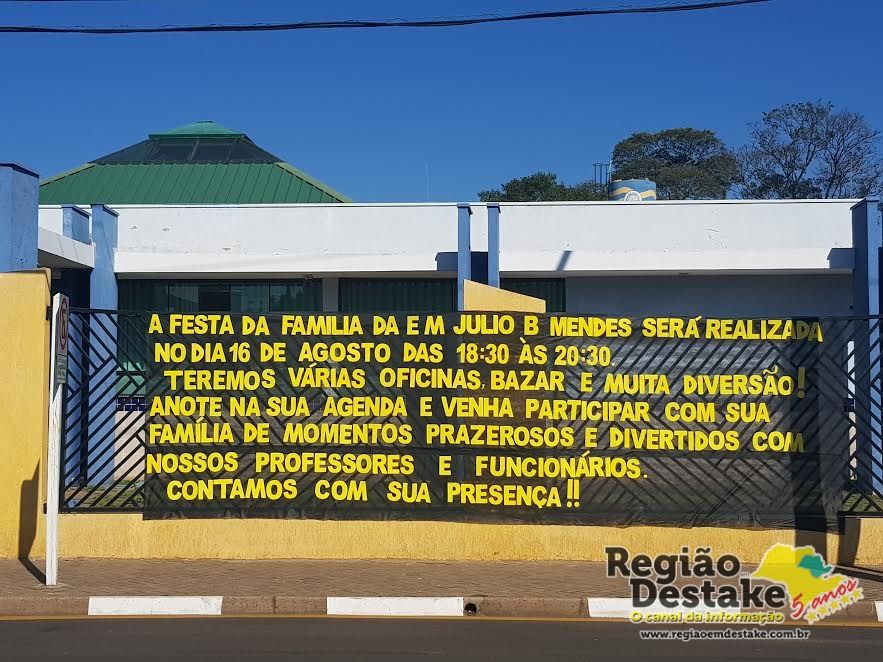 A FESTA DA FAMILIA DA E M JULIO B MENDES SERÁ REALIZADA
NO DIA 16 DE AGOSTO DAS 18:30 ÀS 20:30.
TEREMOS VÁRIAS OFICINAS, BAZAR E MUITA DIVERSÃO!
ANOTE NA SUA AGENDA E VENHA PARTICIPAR COM SUA
FAMÍLIA DE MOMENTOS PRAZEROSOS E DIVERTIDOS COM
NOSSOS PROFESSORES E FUNCIONÁRIOS.
CONTAMOS COM SUA PRESENÇA!!
Região
em
Destake
5 anos
O canal da informação
www.regiaoemdestake.com.br